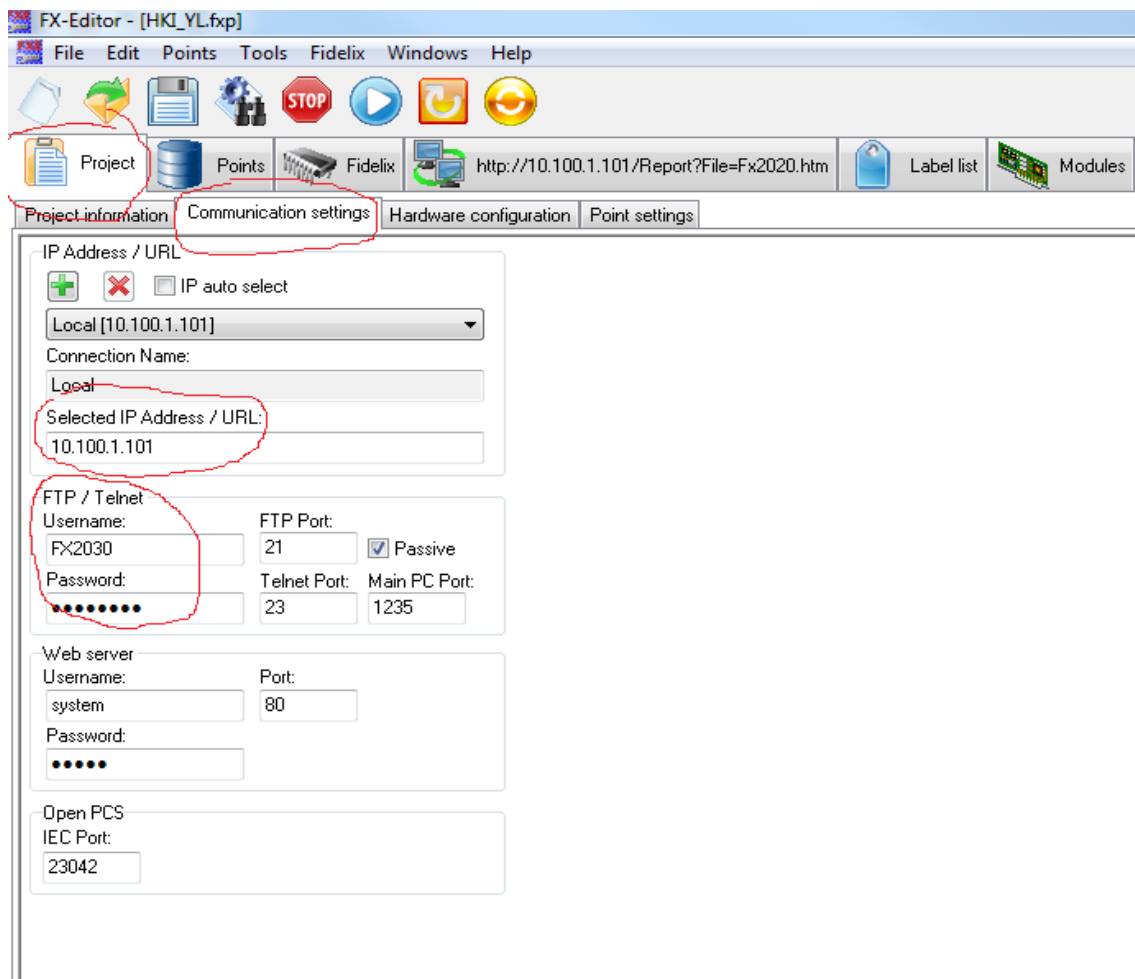 FX-Editor - [HKI_YL.fxp]
File Edit Points Tools Fidelix Windows Help
STOP
Project Points Fidelix http://10.100.1.101/Report?File=Fx2020.htm Label list Modules
Project information Communication settings Hardware configuration Point settings
IP Address / URL
IP auto select
Local [10.100.1.101]
Connection Name:
Local
Selected IP Address / URL:
10.100.1.101
FTP / Telnet
Username: FTP Port:
FX2030 21 Passive
Password: Telnet Port: Main PC Port:
●●●●●●●● 23 1235
Web server
Username: Port:
system 80
Password:
●●●●●
Open PCS
IEC Port:
23042